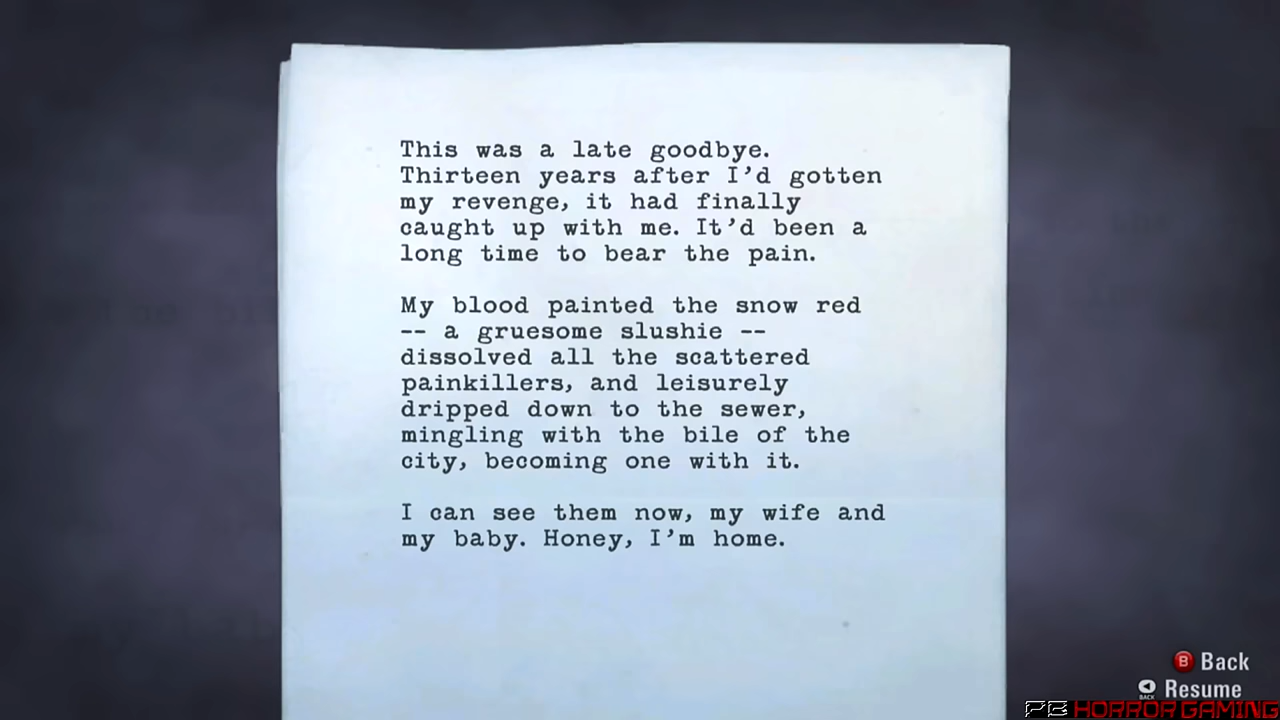 This was a late goodbye.
Thirteen years after I'd gotten
my revenge, it had finally
caught up with me. It'd been a
long time to bear the pain.
My blood painted the snow red
-- a gruesome slushie --
dissolved all the scattered
painkillers, and leisurely
dripped down to the sewer,
mingling with the bile of the
city, becoming one with it.
I can see them now, my wife and
my baby. Honey, I'm home.
B Back
BACK Resume
PB HORROR GAMING